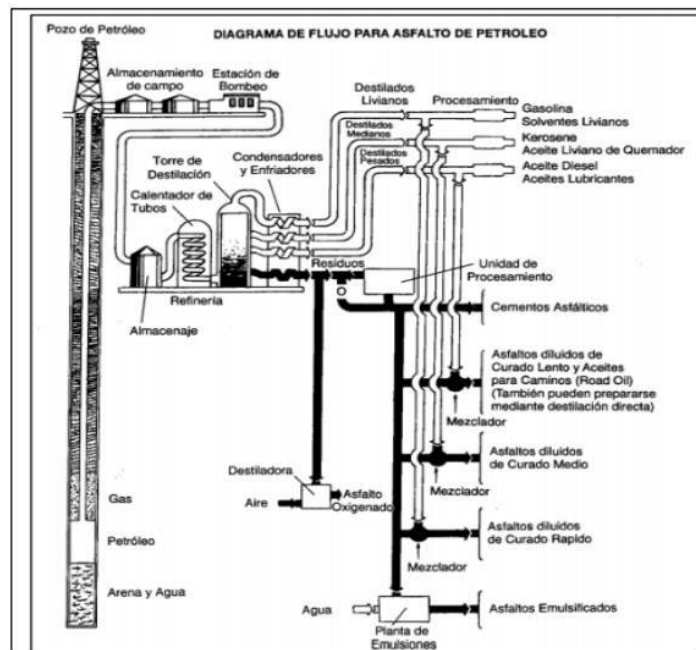 Pozo de Petróleo
DIAGRAMA DE FLUJO PARA ASFALTO DE PETROLEO
Almacenamiento
de campo
Estación de
Bombeo
Destilados
Livianos
Procesamiento
Gasolina
Solventes Livianos
Destilados
Medianos
Kerosene
Aceite Liviano de Quemador
Destilados
Pesados
Aceite Diesel
Aceites Lubricantes
Torre de
Destilación
Condensadores
y Enfriadores
Calentador de
Tubos
Residuos
Unidad de
Procesamiento
Refinería
Almacenaje
Cementos Asfálticos
Asfaltos diluidos de
Curado Lento y Aceites
para Caminos (Road Oil)
(También pueden prepararse
mediante destilación directa)
Mezclador
Asfaltos diluidos
de Curado Medio
Mezclador
Destiladora
Aire
Asfalto
Oxigenado
Gas
Petróleo
Asfaltos diluidos
de Curado Rapido
Mezclador
Arena y Agua
Agua
Planta de
Emulsiones
Asfaltos Emulsificados